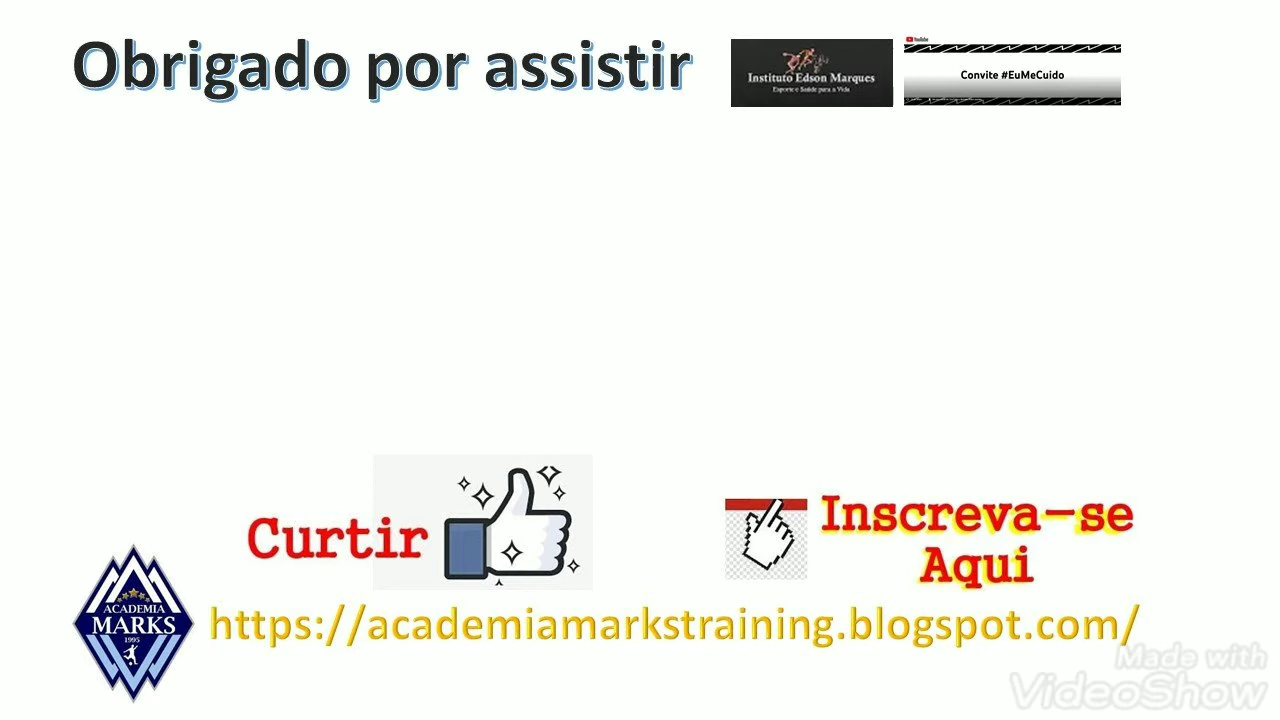 Obrigado por assistir
Instituto Edson Marques
Esporte e Saúde para a Vida
YouTube
Convite #EuMeCuido
Curtir
Inscreva-se
Aqui
ACADEMIA
MARKS
1995
https://academiamarkstraining.blogspot.com/
Made with
VideoShow